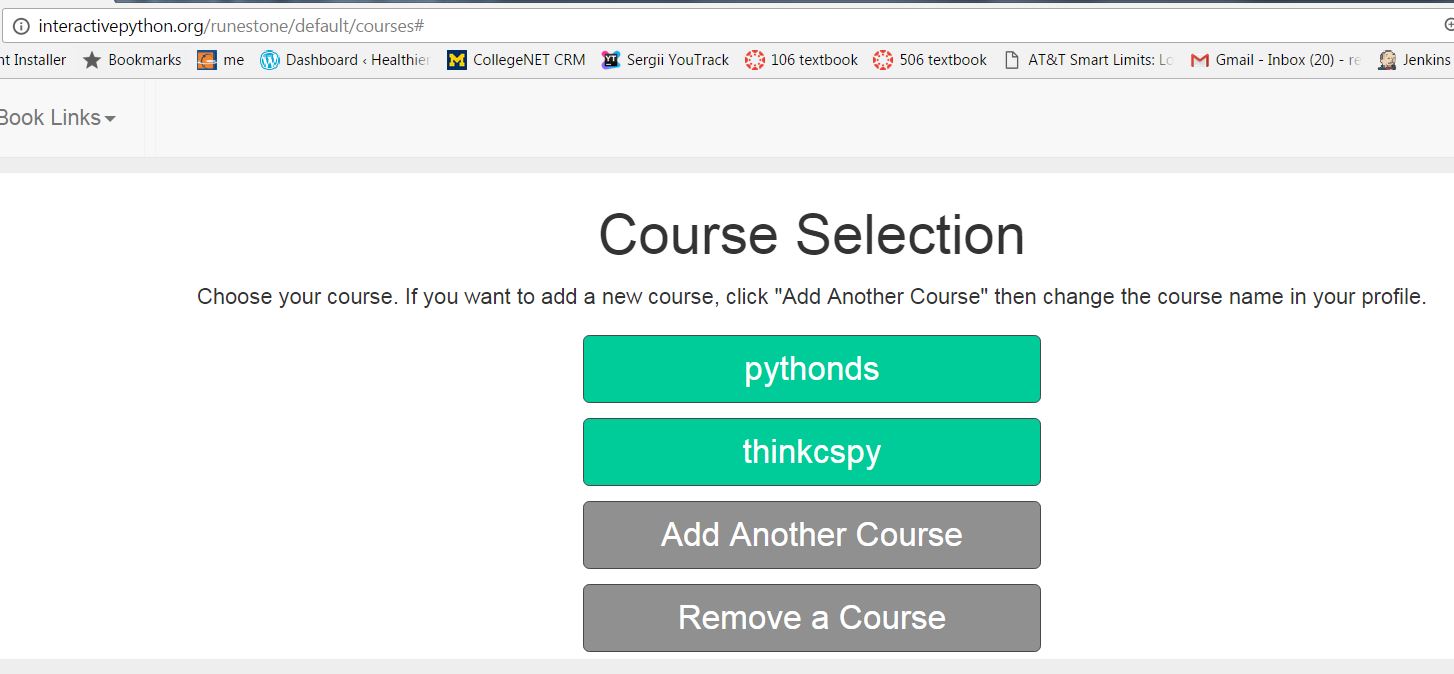 interactivepython.org/runestone/default/courses#
nt Installer Bookmarks me Dashboard ‹ Healthier CollegeNET CRM Sergii YouTrack 106 textbook 506 textbook AT&T Smart Limits: Lo Gmail - Inbox (20) - re Jenkins
Book Links
Course Selection
Choose your course. If you want to add a new course, click "Add Another Course" then change the course name in your profile.
pythonds
thinkcspy
Add Another Course
Remove a Course